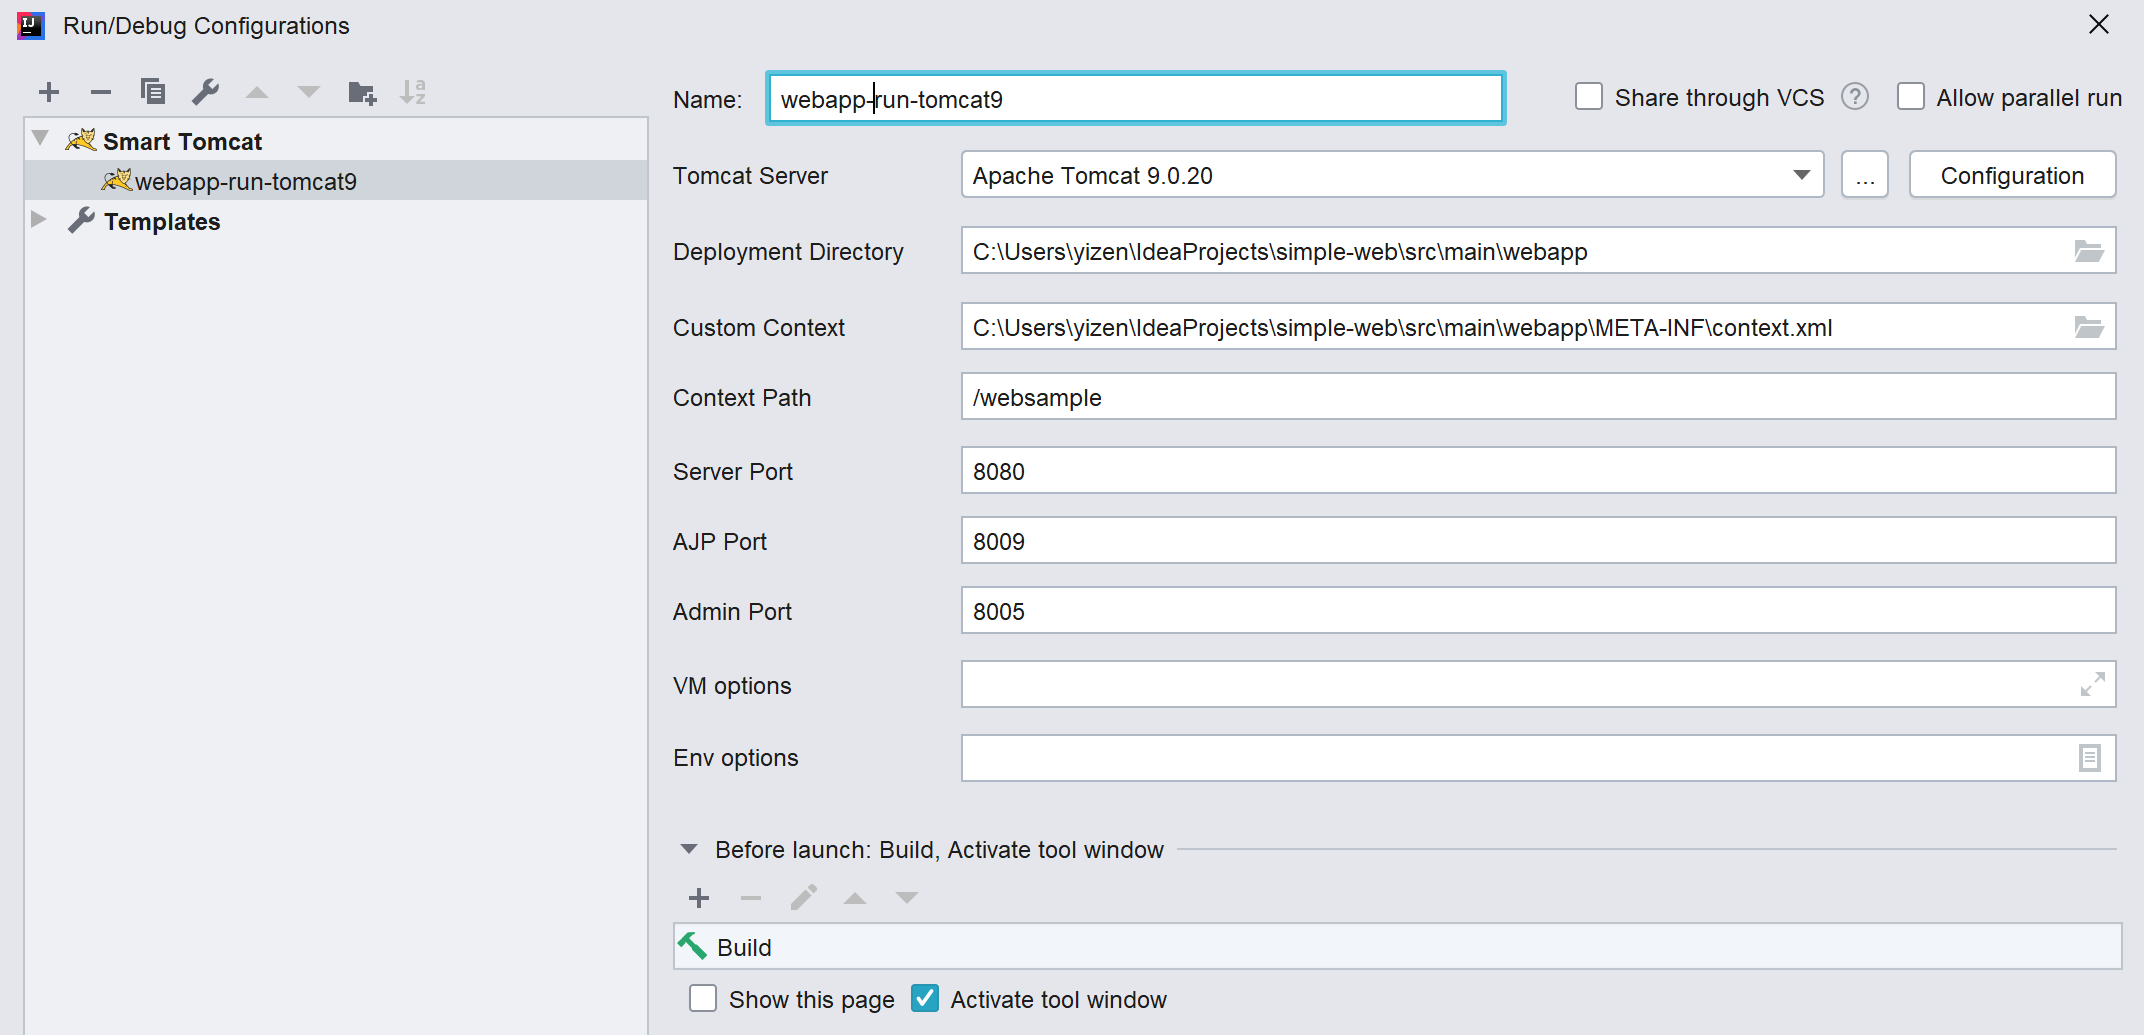 Run/Debug Configurations
Smart Tomcat
webapp-run-tomcat9
Templates
Name: webapp-run-tomcat9 Share through VCS ? Allow parallel run
Tomcat Server Apache Tomcat 9.0.20 ... Configuration
Deployment Directory C:\Users\yizen\IdeaProjects\simple-web\src\main\webapp
Custom Context C:\Users\yizen\IdeaProjects\simple-web\src\main\webapp\META-INF\context.xml
Context Path /websample
Server Port 8080
AJP Port 8009
Admin Port 8005
VM options
Env options
Before launch: Build, Activate tool window
Build
Show this page Activate tool window